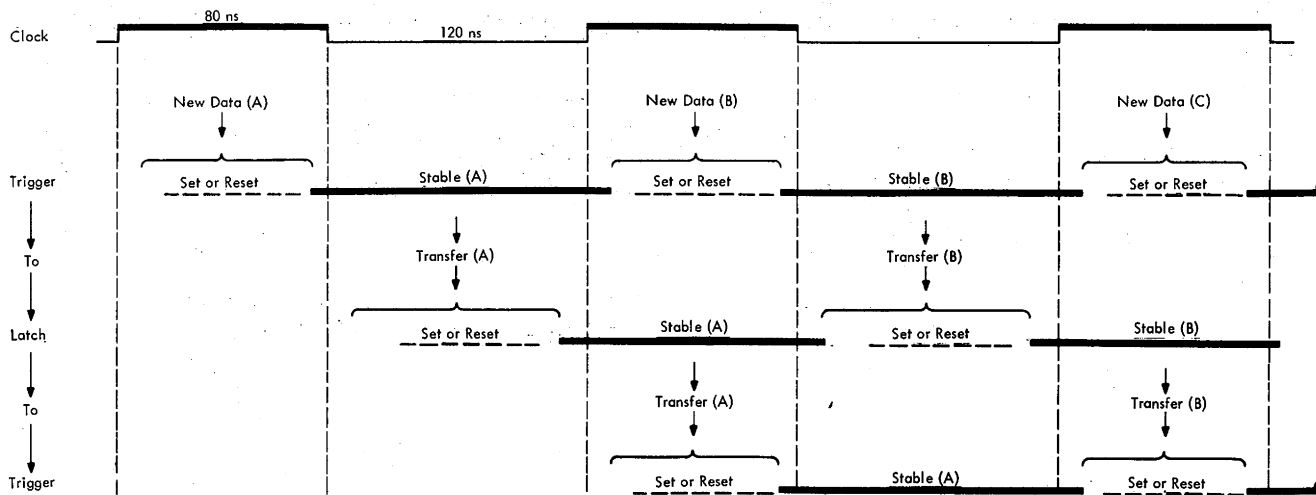 80 ns
Clock
120 ns
New Data (A)
New Data (B)
New Data (C)
Trigger
Set or Reset
Stable (A)
Set or Reset
Stable (B)
Set or Reset
To
Transfer (A)
Transfer (B)
Latch
Set or Reset
Stable (A)
Set or Reset
Stable (B)
To
Transfer (A)
Transfer (B)
Trigger
Set or Reset
Stable (A)
Set or Reset